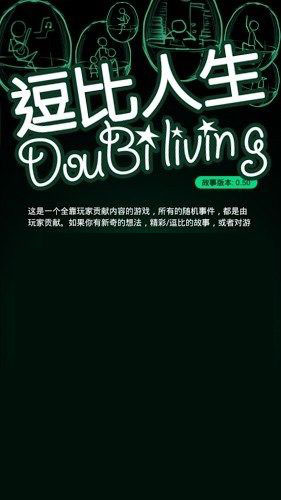 逗比人生
DouBiliving
故事版本: 0.50
这是一个全靠玩家贡献内容的游戏，所有的随机事件，都是由
玩家贡献。如果你有新奇的想法，精彩/逗比的故事，或者对游